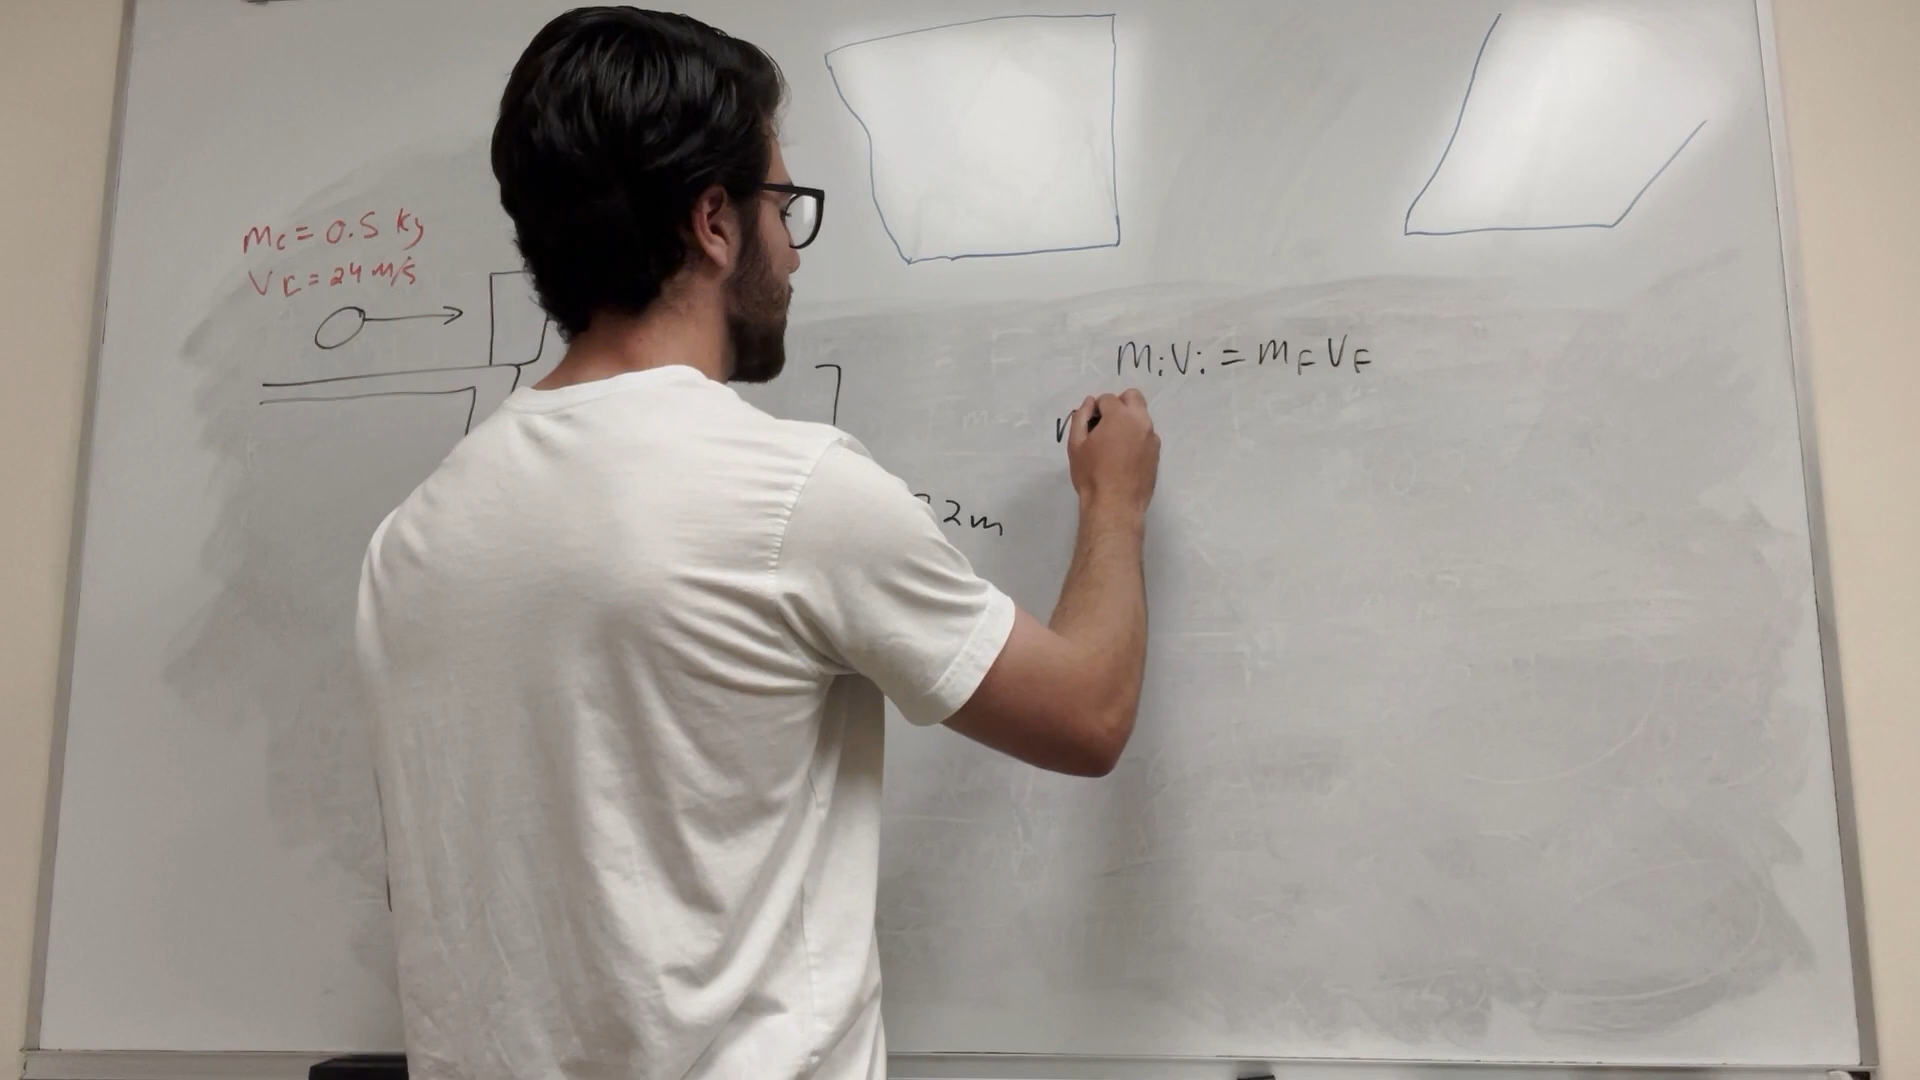 mc = 0.5 kg
vc = 24 m/s
mivi = mFvF
2m